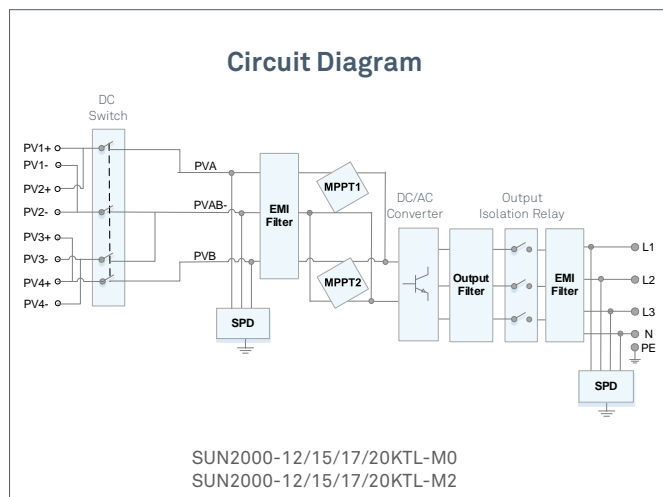 Circuit Diagram
DC
Switch
PV1+
PV1-
PV2+
PV2-
PV3+
PV3-
PV4+
PV4-
PVA
PVAB-
PVB
SPD
EMI
Filter
MPPT1
MPPT2
DC/AC
Converter
Output
Filter
Output
Isolation Relay
EMI
Filter
L1
L2
L3
N
PE
SPD
SUN2000-12/15/17/20KTL-M0
SUN2000-12/15/17/20KTL-M2